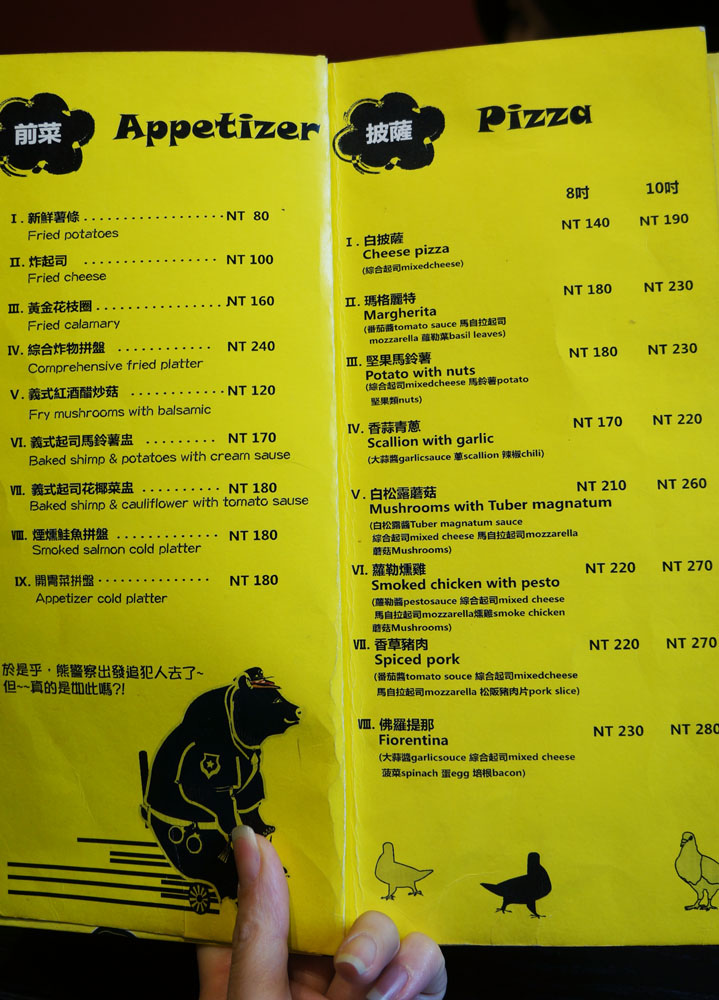 前菜 Appetizer
I. 新鮮薯條 .................. NT 80
Fried potatoes
II. 炸起司 ............. NT 100
Fried cheese
III. 黃金花枝圈 ................. NT 160
Fried calamary
IV. 綜合炸物拼盤 ............ NT 240
Comprehensive fried platter
V. 義式紅酒醋炒菇 ........... NT 120
Fry mushrooms with balsamic
VI. 義式起司馬鈴薯盅 ......... NT 170
Baked shimp & potatoes with cream sause
VII. 義式起司花椰菜盅 .......... NT 180
Baked shimp & cauliflower with tomato sause
VIII. 煙燻鮭魚拼盤 ............. NT 180
Smoked salmon cold platter
IX. 開胃菜拼盤 .............. NT 180
Appetizer cold platter
於是乎，熊警察出發追犯人去了~
但~~真的是如此嗎?!
披薩 Pizza
8吋 10吋
I. 白披薩 NT 140 NT 190
Cheese pizza
(綜合起司mixedcheese)
II. 瑪格麗特 NT 180 NT 230
Margherita
(番茄醬tomato sauce 馬自拉起司
mozzarella 蘿勒葉basil leaves)
III. 堅果馬鈴薯 NT 180 NT 230
Potato with nuts
(綜合起司mixedcheese 馬鈴薯potato
堅果類nuts)
IV. 香蒜青蔥 NT 170 NT 220
Scallion with garlic
(大蒜醬garlicsauce 蔥scallion 辣椒chili)
V. 白松露蘑菇 NT 210 NT 260
Mushrooms with Tuber magnatum
(白松露醬Tuber magnatum sauce
綜合起司mixed cheese 馬自拉起司mozzarella
蘑菇Mushrooms)
VI. 蘿勒燻雞 NT 220 NT 270
Smoked chicken with pesto
(蘿勒醬pestosauce 綜合起司mixed cheese
馬自拉起司mozzarella燻雞smoke chicken
蘑菇Mushrooms)
VII. 香草豬肉 NT 220 NT 270
Spiced pork
(番茄醬tomato souce 綜合起司mixedcheese
馬自拉起司mozzarella 松阪豬肉片pork slice)
VIII. 佛羅提那 NT 230 NT 280
Fiorentina
(大蒜醬garlicsouce 綜合起司mixed cheese
菠菜spinach 蛋egg 培根bacon)